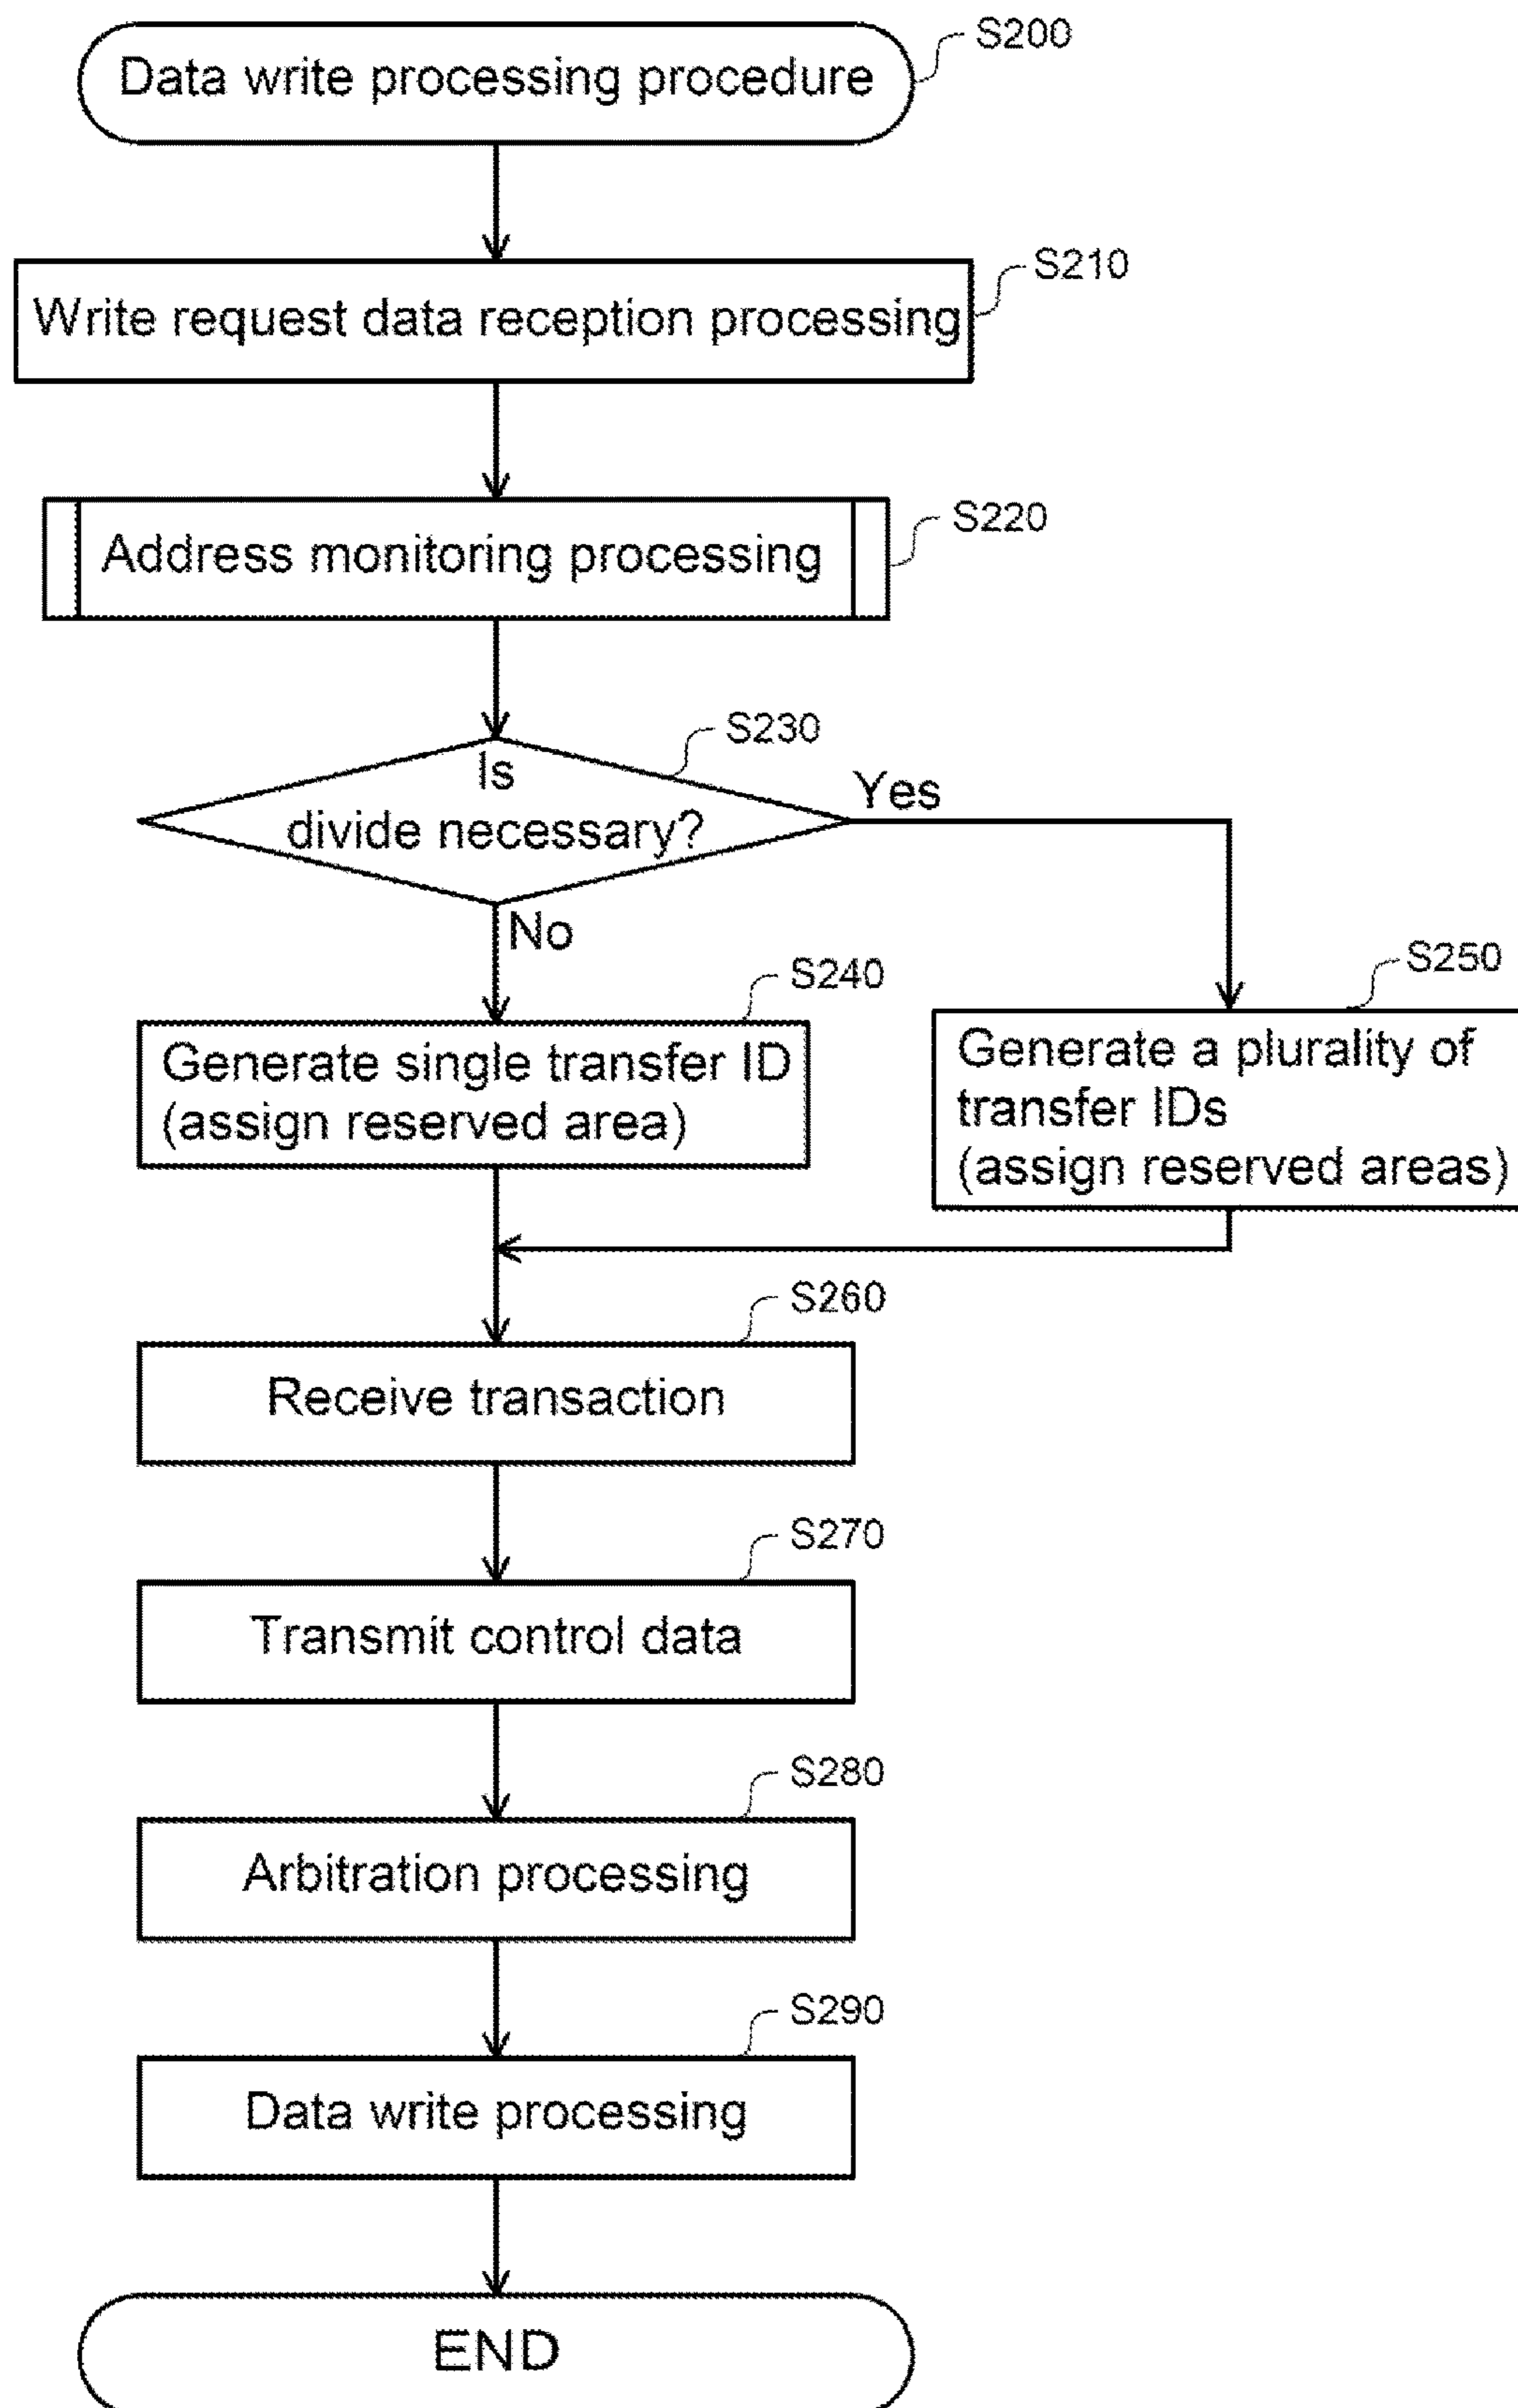 Data write processing procedure
S200
Write request data reception processing
S210
Address monitoring processing
S220
Is
divide necessary?
S230
Yes
No
Generate single transfer ID
(assign reserved area)
S240
Generate a plurality of
transfer IDs
(assign reserved areas)
S250
Receive transaction
S260
Transmit control data
S270
Arbitration processing
S280
Data write processing
S290
END